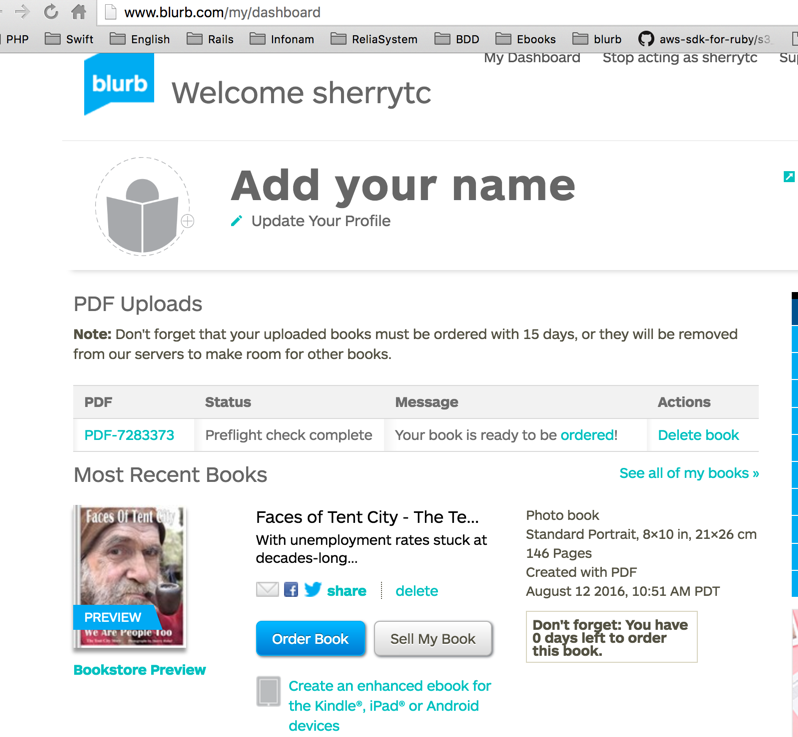 www.blurb.com/my/dashboard
PHP Swift English Rails Infonam ReliaSystem BDD Ebooks blurb aws-sdk-for-ruby/s3
My Dashboard Stop acting as sherrytc
blurb
Welcome sherrytc
Add your name
Update Your Profile
PDF Uploads
Note: Don't forget that your uploaded books must be ordered with 15 days, or they will be removed
from our servers to make room for other books.
PDF Status Message Actions
PDF-7283373 Preflight check complete Your book is ready to be ordered! Delete book
Most Recent Books
See all of my books »
Faces Of Tent City
PREVIEW
We Are People Too
Bookstore Preview
Faces of Tent City - The Te...
With unemployment rates stuck at
decades-long...
share delete
Order Book Sell My Book
Create an enhanced ebook for
the Kindle®, iPad® or Android
devices
Photo book
Standard Portrait, 8×10 in, 21×26 cm
146 Pages
Created with PDF
August 12 2016, 10:51 AM PDT
Don't forget: You have
0 days left to order
this book.